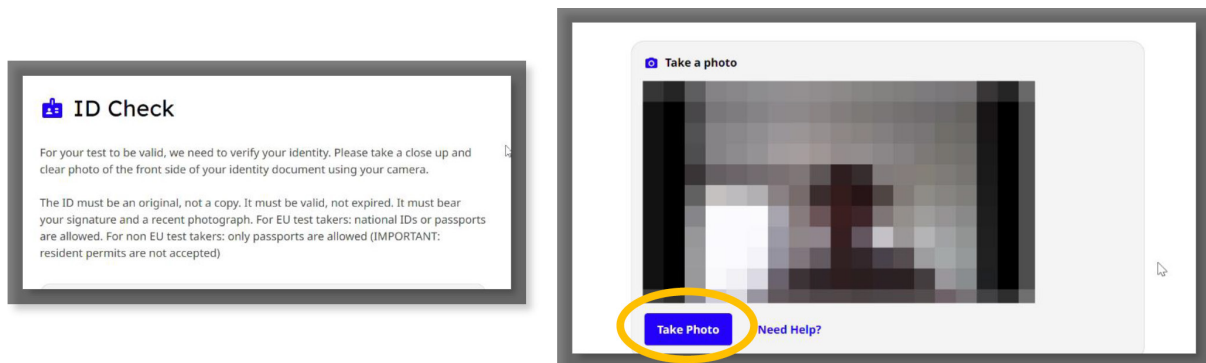 ID Check
For your test to be valid, we need to verify your identity. Please take a close up and
clear photo of the front side of your identity document using your camera.
The ID must be an original, not a copy. It must be valid, not expired. It must bear
your signature and a recent photograph. For EU test takers: national IDs or passports
are allowed. For non EU test takers: only passports are allowed (IMPORTANT:
resident permits are not accepted)
Take a photo
Take Photo
Need Help?